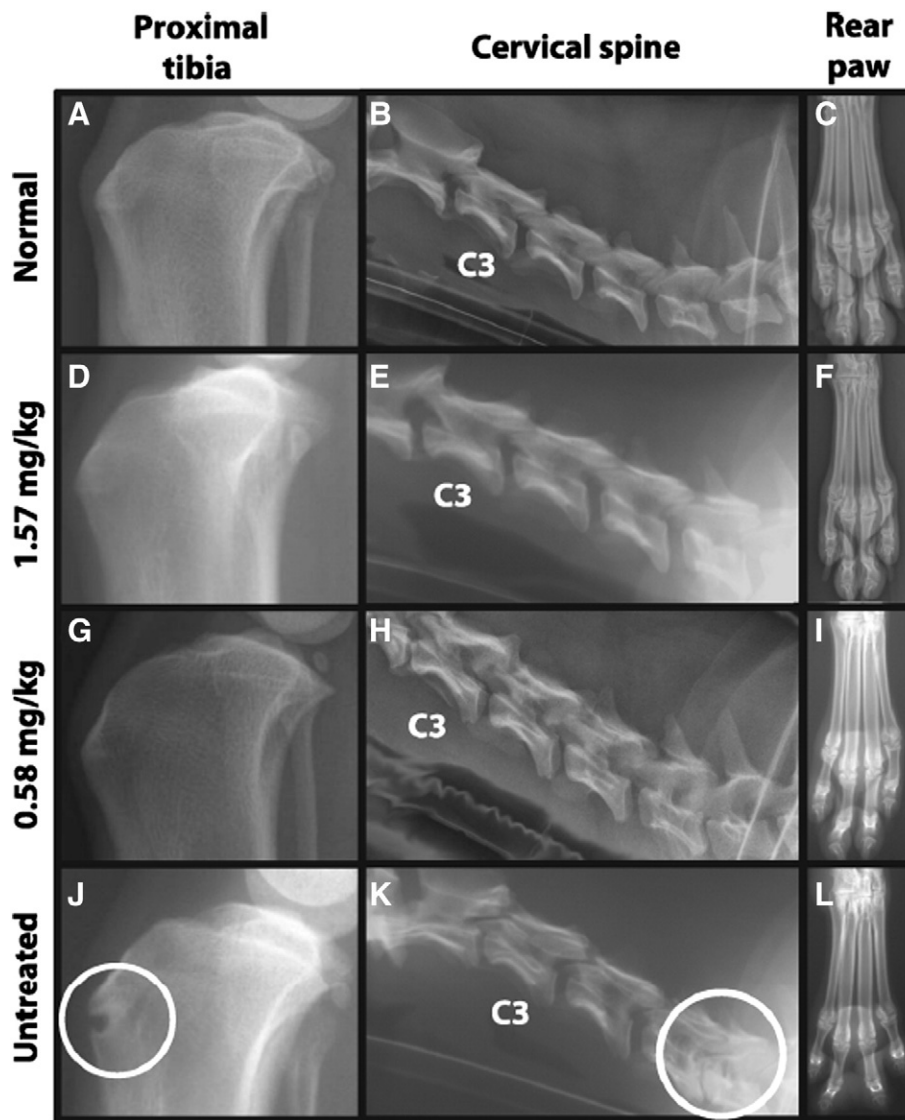 Proximal
tibia
Cervical spine
Rear
paw
Normal
A
B
C3
C
1.57 mg/kg
D
E
C3
F
0.58 mg/kg
G
H
C3
I
Untreated
J
K
C3
L